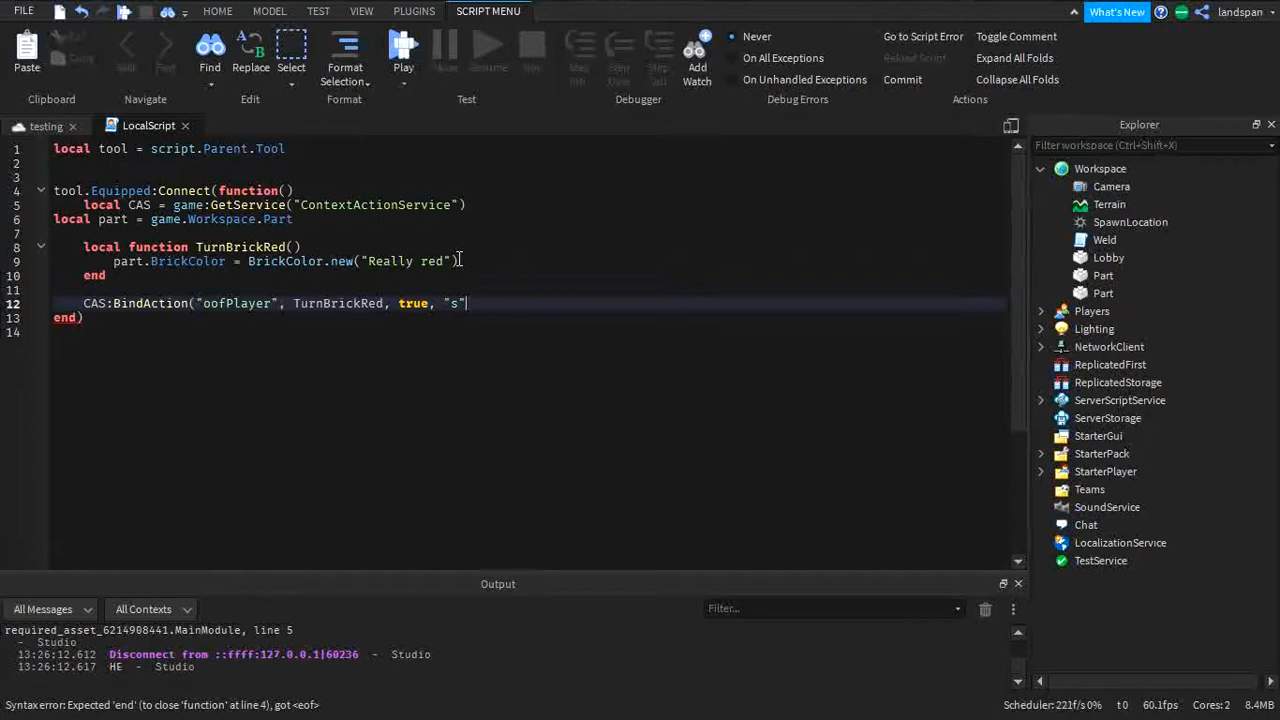 FILE HOME MODEL TEST VIEW PLUGINS SCRIPT MENU What's New landspan
Paste Find Replace Select Format Selection Play Add Watch
Never Go to Script Error Toggle Comment
On All Exceptions Reload Script Expand All Folds
On Unhandled Exceptions Commit Collapse All Folds
Clipboard Navigate Edit Format Test Debugger Debug Errors Actions
testing LocalScript Explorer
Filter workspace (Ctrl+Shift+X)
1 local tool = script.Parent.Tool
2
3
4 tool.Equipped:Connect(function()
5 local CAS = game:GetService("ContextActionService")
6 local part = game.Workspace.Part
7
8 local function TurnBrickRed()
9 part.BrickColor = BrickColor.new("Really red")
10 end
11
12 CAS:BindAction("oofPlayer", TurnBrickRed, true, "s"
13 end)
14
Workspace
Camera
Terrain
SpawnLocation
Weld
Lobby
Part
Part
Players
Lighting
NetworkClient
ReplicatedFirst
ReplicatedStorage
ServerScriptService
ServerStorage
StarterGui
StarterPack
StarterPlayer
Teams
SoundService
Chat
LocalizationService
TestService
Output
All Messages All Contexts Filter...
required_asset_6214908441.MainModule, line 5
- Studio
13:26:12.612 Disconnect from ::ffff:127.0.0.1|60236 - Studio
13:26:12.617 HE - Studio
Syntax error: Expected 'end' (to close 'function' at line 4), got <eof> Scheduler: 221f/s 0% t 0 60.1fps Cores: 2 8.4MB